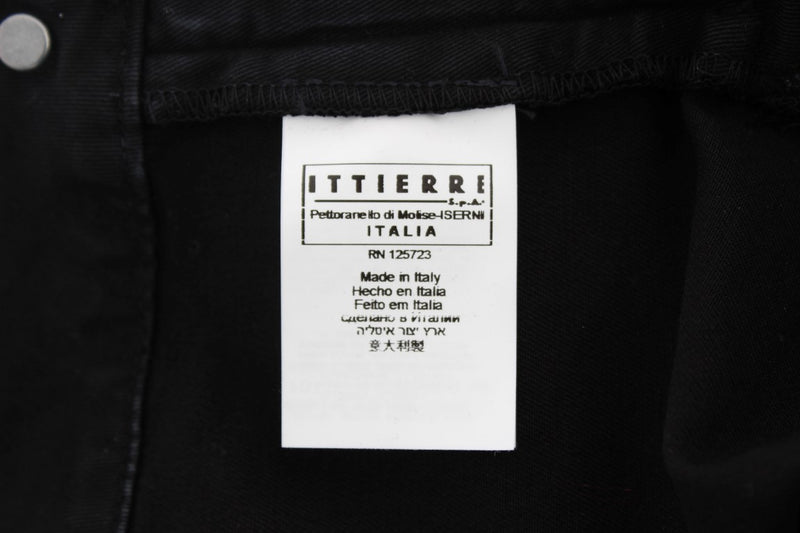 ITTIERRE
S.p.A.
Pettoranello di Molise-ISERNI
ITALIA
RN 125723
Made in Italy
Hecho en Italia
Feito em Italia
Сделано в Италии
ארץ יצור איטליה
意大利製